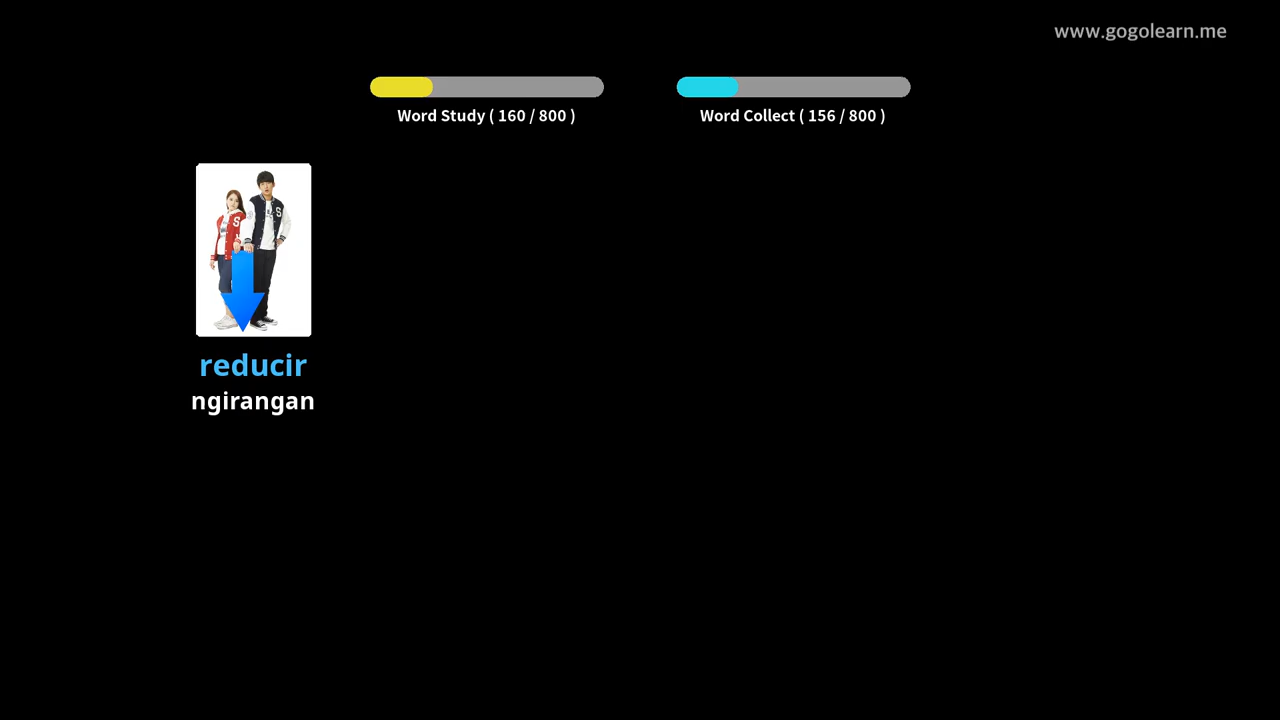 www.gogolearn.me
Word Study ( 160 / 800 )
Word Collect ( 156 / 800 )
S
S
reducir
ngirangan